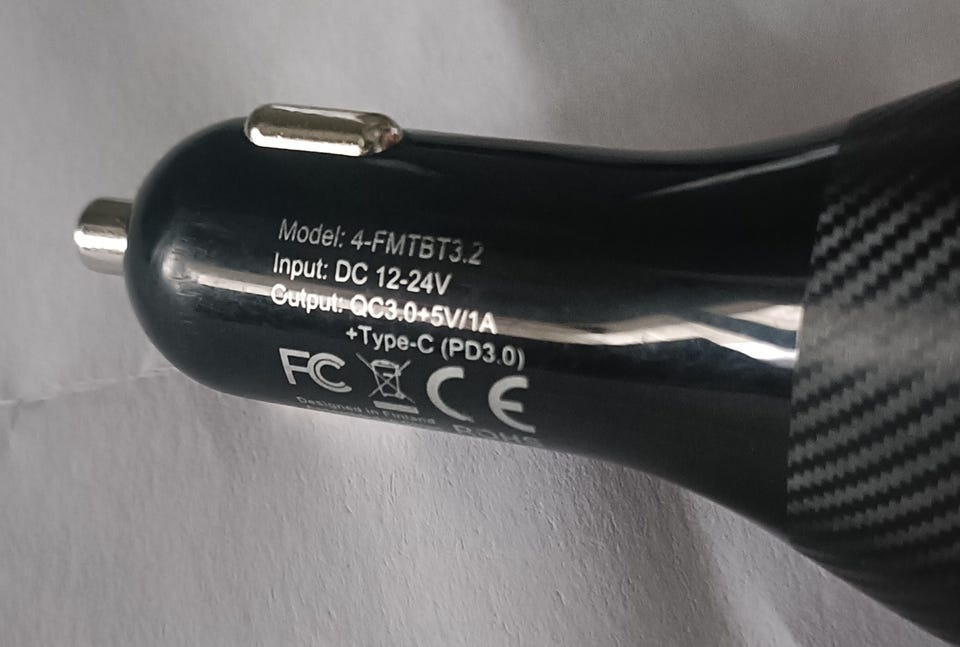 Model: 4-FMTBT3.2
Input: DC 12-24V
Output: QC3.0+5V/1A
+Type-C (PD3.0)
FC CE
Designed in Finland
ROHS